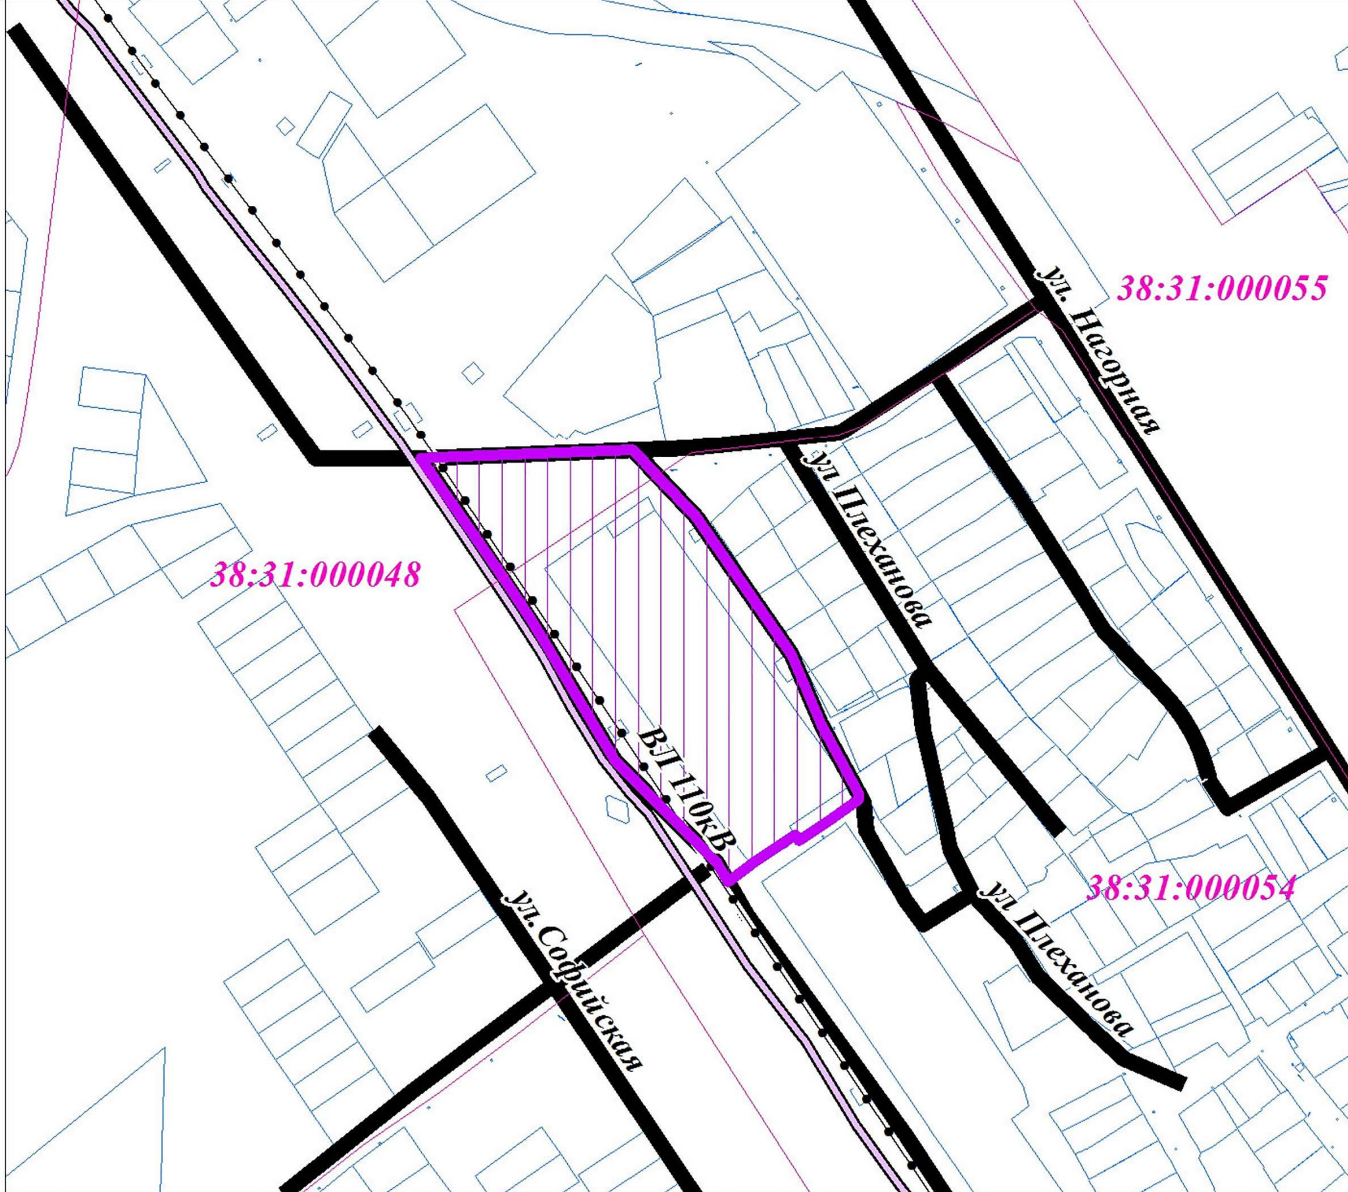 38:31:000055
ул. Нагорная
ул Плеханова
38:31:000048
ВЛ 110кВ
38:31:000054
ул Плеханова
ул. Софийская